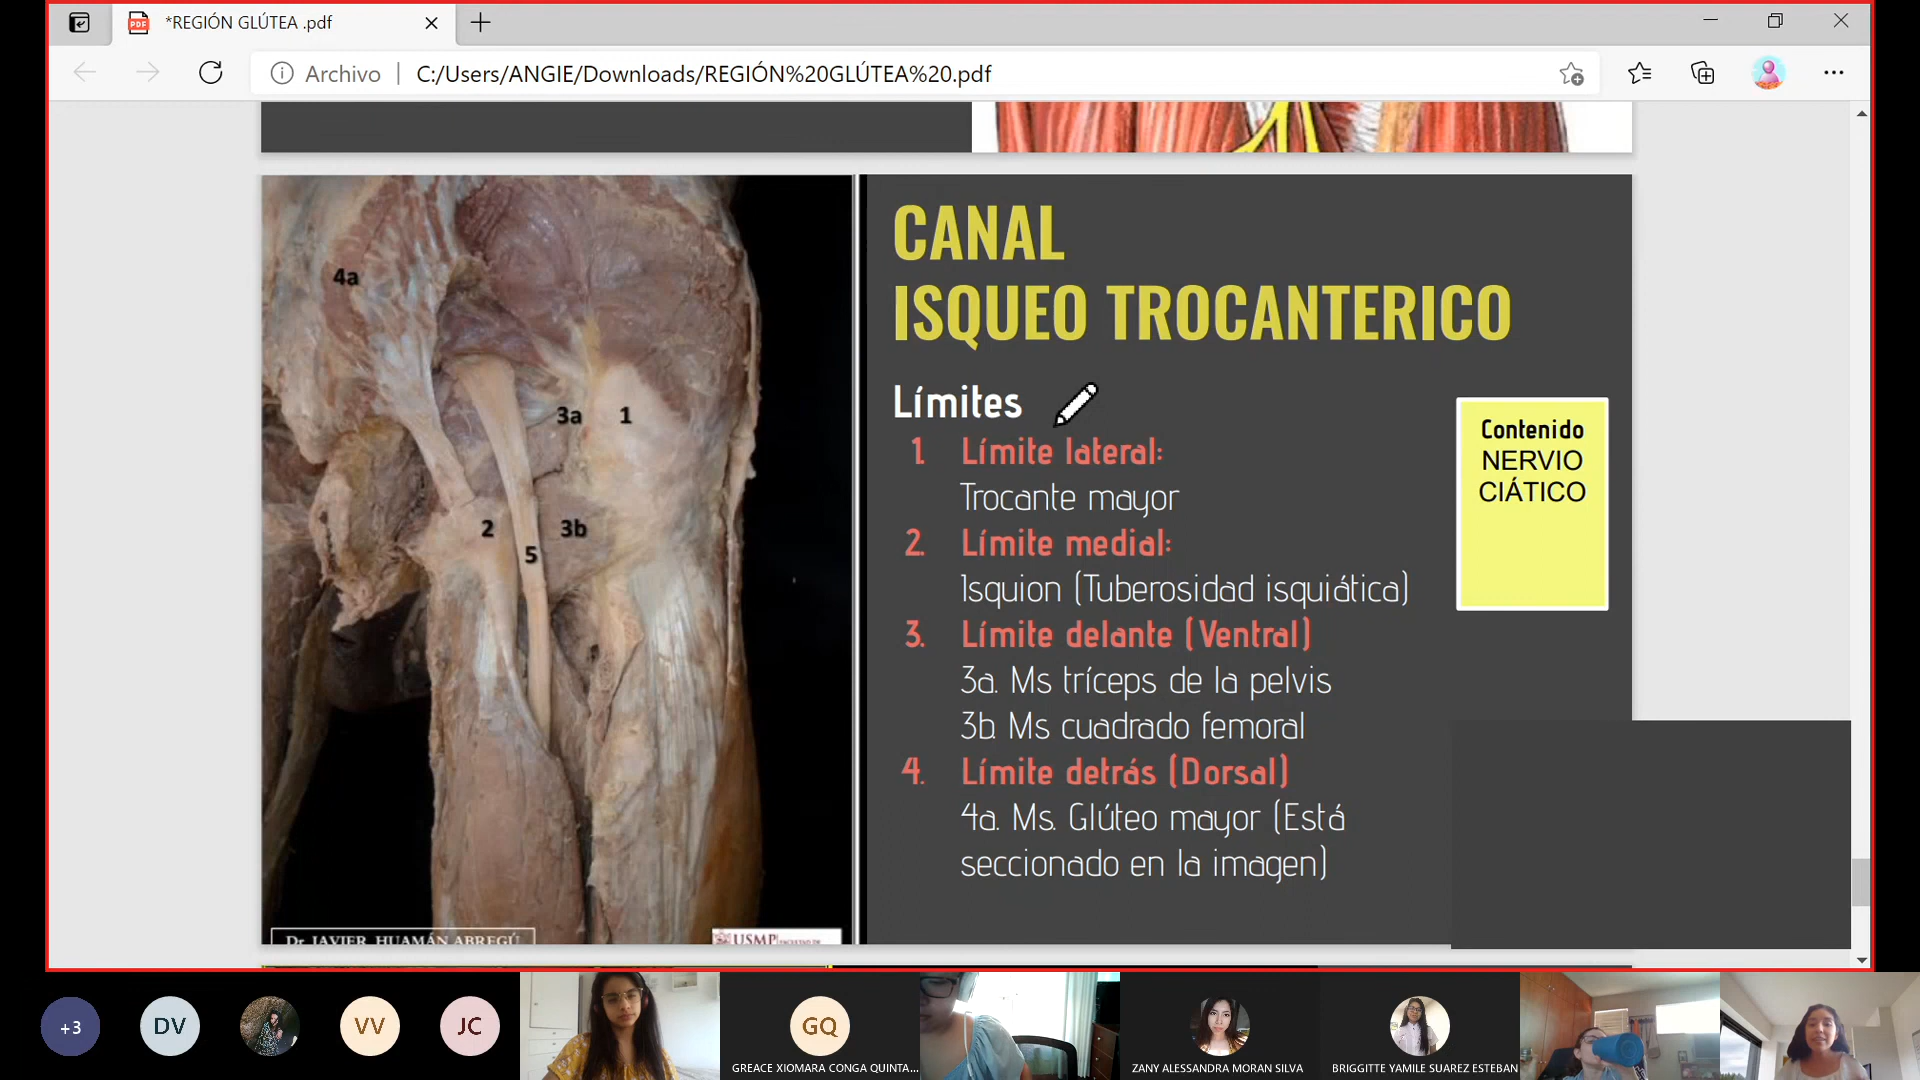 *REGIÓN GLÚTEA .pdf
Archivo | C:/Users/ANGIE/Downloads/REGIÓN%20GLÚTEA%20.pdf
CANAL
ISQUEO TROCANTERICO
Límites
1. Límite lateral:
Trocante mayor
2. Límite medial:
Isquion (Tuberosidad isquiática)
3. Límite delante (Ventral)
3a. Ms tríceps de la pelvis
3b. Ms cuadrado femoral
4. Límite detrás (Dorsal)
4a. Ms. Glúteo mayor (Está
seccionado en la imagen)
Contenido
NERVIO
CIÁTICO
4a
3a 1
2 3b
5
Dr. JAVIER HUAMÁN ABREGÚ
USMP
+3
DV
VV
JC
GQ
GREACE XIOMARA CONGA QUINTA...
ZANY ALESSANDRA MORAN SILVA
BRIGGITTE YAMILE SUAREZ ESTEBAN